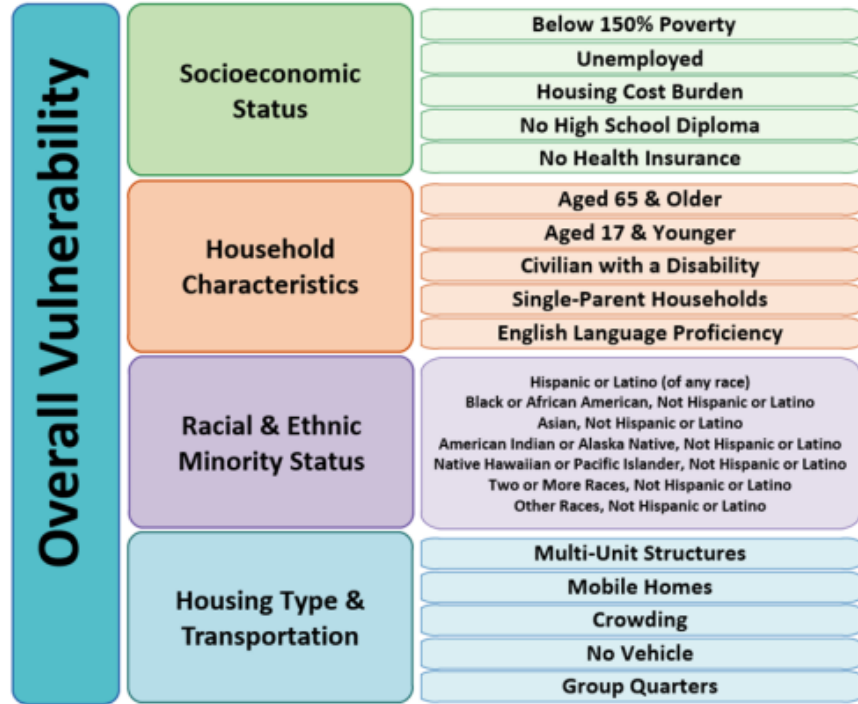 Overall Vulnerability
Socioeconomic
Status
Below 150% Poverty
Unemployed
Housing Cost Burden
No High School Diploma
No Health Insurance
Household
Characteristics
Aged 65 & Older
Aged 17 & Younger
Civilian with a Disability
Single-Parent Households
English Language Proficiency
Racial & Ethnic
Minority Status
Hispanic or Latino (of any race)
Black or African American, Not Hispanic or Latino
Asian, Not Hispanic or Latino
American Indian or Alaska Native, Not Hispanic or Latino
Native Hawaiian or Pacific Islander, Not Hispanic or Latino
Two or More Races, Not Hispanic or Latino
Other Races, Not Hispanic or Latino
Housing Type &
Transportation
Multi-Unit Structures
Mobile Homes
Crowding
No Vehicle
Group Quarters